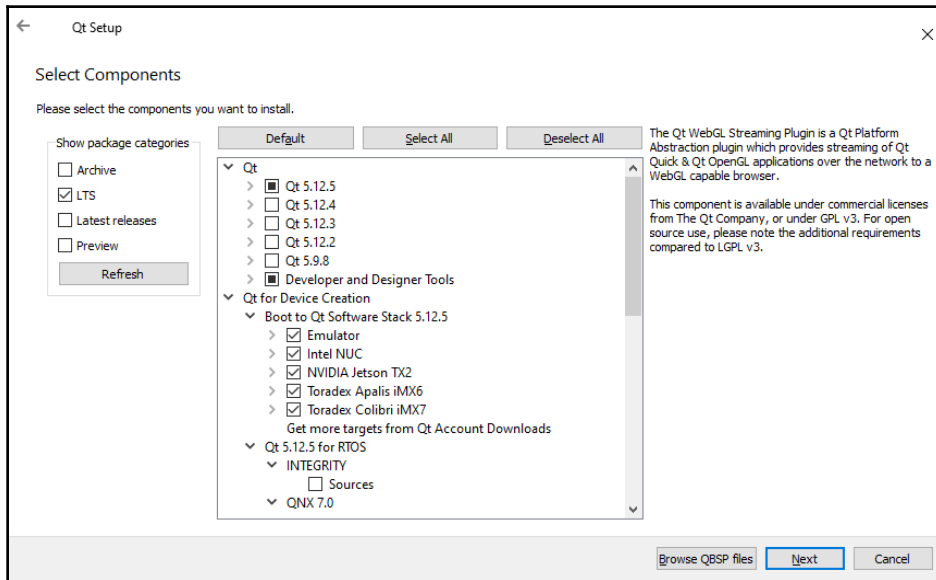 Qt Setup
Select Components
Please select the components you want to install.
Show package categories
Archive
LTS
Latest releases
Preview
Refresh
Default
Select All
Deselect All
Qt
Qt 5.12.5
Qt 5.12.4
Qt 5.12.3
Qt 5.12.2
Qt 5.9.8
Developer and Designer Tools
Qt for Device Creation
Boot to Qt Software Stack 5.12.5
Emulator
Intel NUC
NVIDIA Jetson TX2
Toradex Apalis iMX6
Toradex Colibri iMX7
Get more targets from Qt Account Downloads
Qt 5.12.5 for RTOS
INTEGRITY
Sources
QNX 7.0
The Qt WebGL Streaming Plugin is a Qt Platform
Abstraction plugin which provides streaming of Qt
Quick & Qt OpenGL applications over the network to a
WebGL capable browser.
This component is available under commercial licenses
from The Qt Company, or under GPL v3. For open
source use, please note the additional requirements
compared to LGPL v3.
Browse QBSP files
Next
Cancel